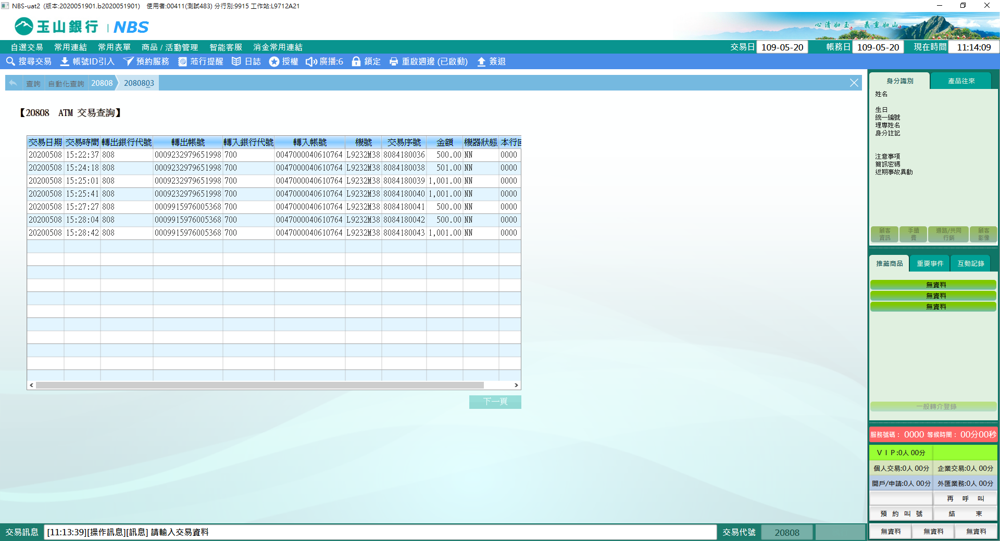 NBS-uat2 (版本:2020051901.b2020051901) 使用者:00411(測試483) 分行別:9915 工作站:L9712A21
玉山銀行 | NBS
心清如玉 義重如山
自選交易 常用連結 常用表單 商品 / 活動管理 智能客服 消金常用連結 交易日 109-05-20 帳務日 109-05-20 現在時間 11:14:09
搜尋交易 帳號ID引入 預約服務 蒞行提醒 日誌 授權 廣播:6 鎖定 重啟週邊 (已啟動) 簽退
查詢 自動化查詢 20808 2080803
【20808 ATM 交易查詢】
交易日期 交易時間 轉出銀行代號 轉出帳號 轉入銀行代號 轉入帳號 機號 交易序號 金額 機器狀態 本行
20200508 15:22:37 808 0009232979651998 700 0047000040610764 L9232M38 8084180036 500.00 NN 0000
20200508 15:24:18 808 0009232979651998 700 0047000040610764 L9232M38 8084180038 501.00 NN 0000
20200508 15:25:01 808 0009232979651998 700 0047000040610764 L9232M38 8084180039 1,001.00 NN 0000
20200508 15:25:41 808 0009232979651998 700 0047000040610764 L9232M38 8084180040 1,001.00 NN 0000
20200508 15:27:27 808 0009915976005368 700 0047000040610764 L9232M38 8084180041 500.00 NN 0000
20200508 15:28:04 808 0009915976005368 700 0047000040610764 L9232M38 8084180042 500.00 NN 0000
20200508 15:28:42 808 0009915976005368 700 0047000040610764 L9232M38 8084180043 1,001.00 NN 0000
下一頁
身分識別 產品往來
姓名
生日
統一編號
理專姓名
身分註記
注意事項
簡訊密碼
近期事故異動
顧客資訊 手續費 通路/共同行銷 顧客影像
推薦商品 重要事件 互動記錄
無資料
無資料
無資料
一般轉介登錄
服務號碼： 0000 等候時間： 00分00秒
ＶＩＰ:0人 00分
個人交易:0人 00分 企業交易:0人 00分
開戶/申請:0人 00分 外匯業務:0人 00分
再 呼 叫
預 約 叫 號 結 束
無資料 無資料 無資料
交易訊息 [11:13:39][操作訊息][訊息] 請輸入交易資料 交易代號 20808